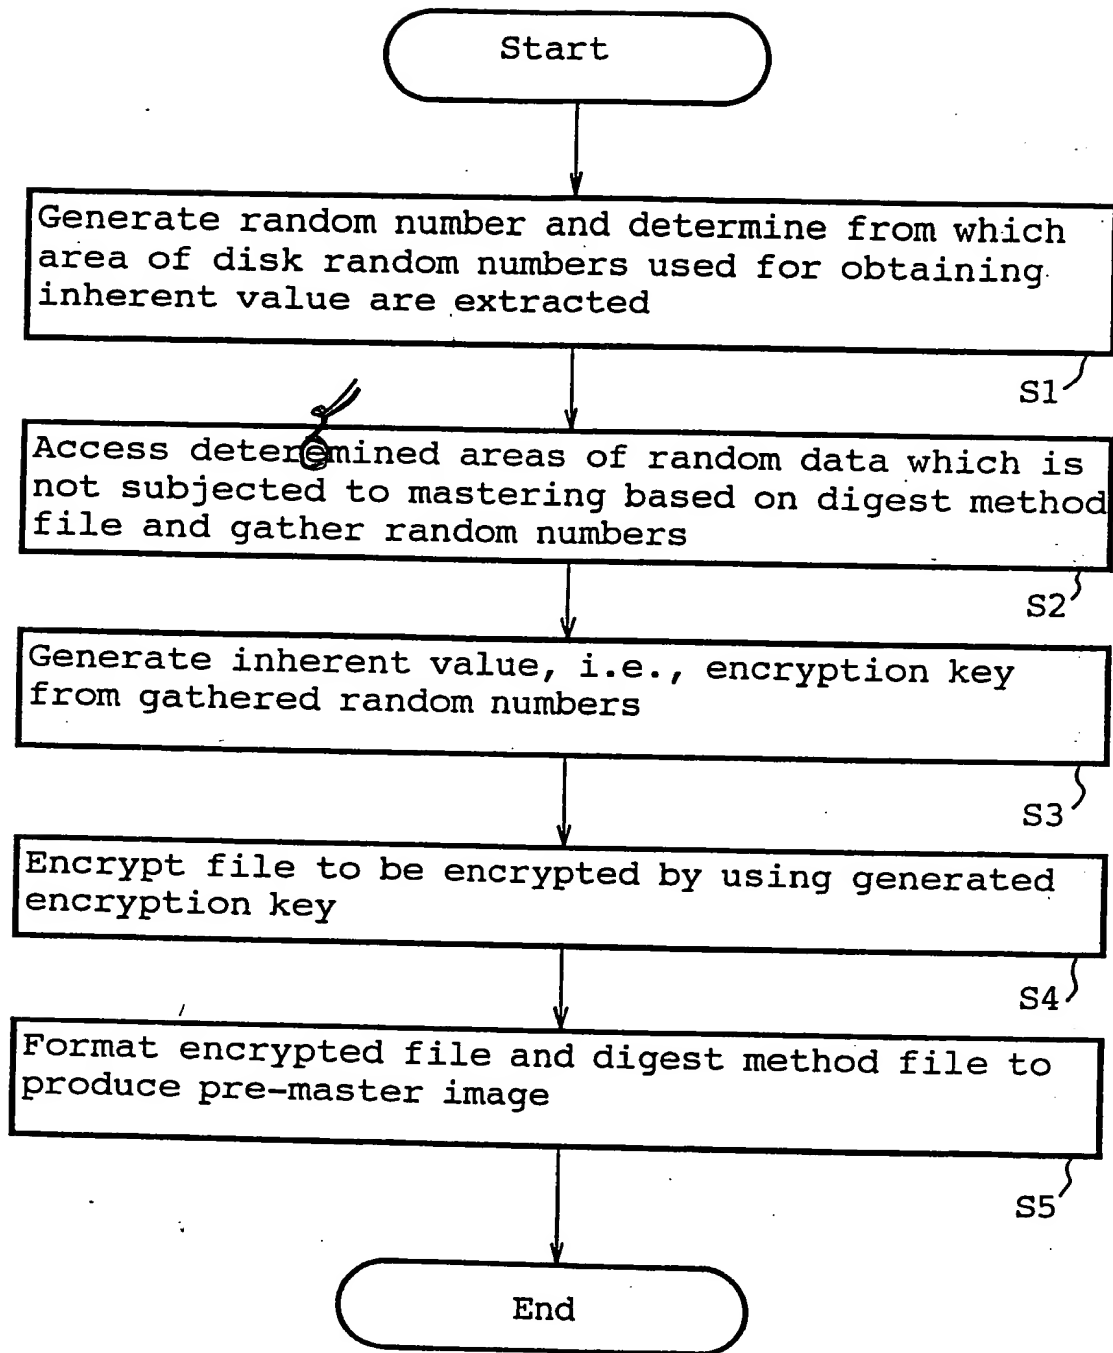 Start
Generate random number and determine from which
area of disk random numbers used for obtaining
inherent value are extracted
S1
Access deteremined areas of random data which is
not subjected to mastering based on digest method
file and gather random numbers
S2
Generate inherent value, i.e., encryption key
from gathered random numbers
S3
Encrypt file to be encrypted by using generated
encryption key
S4
Format encrypted file and digest method file to
produce pre-master image
S5
End